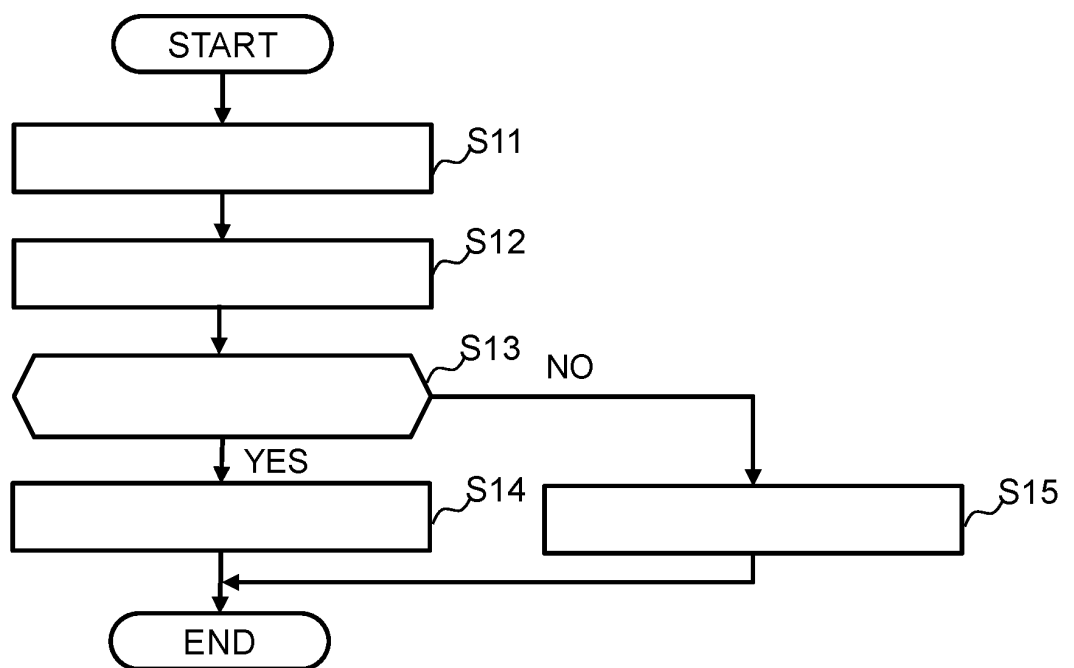 START
S11
S12
S13
NO
YES
S14
S15
END